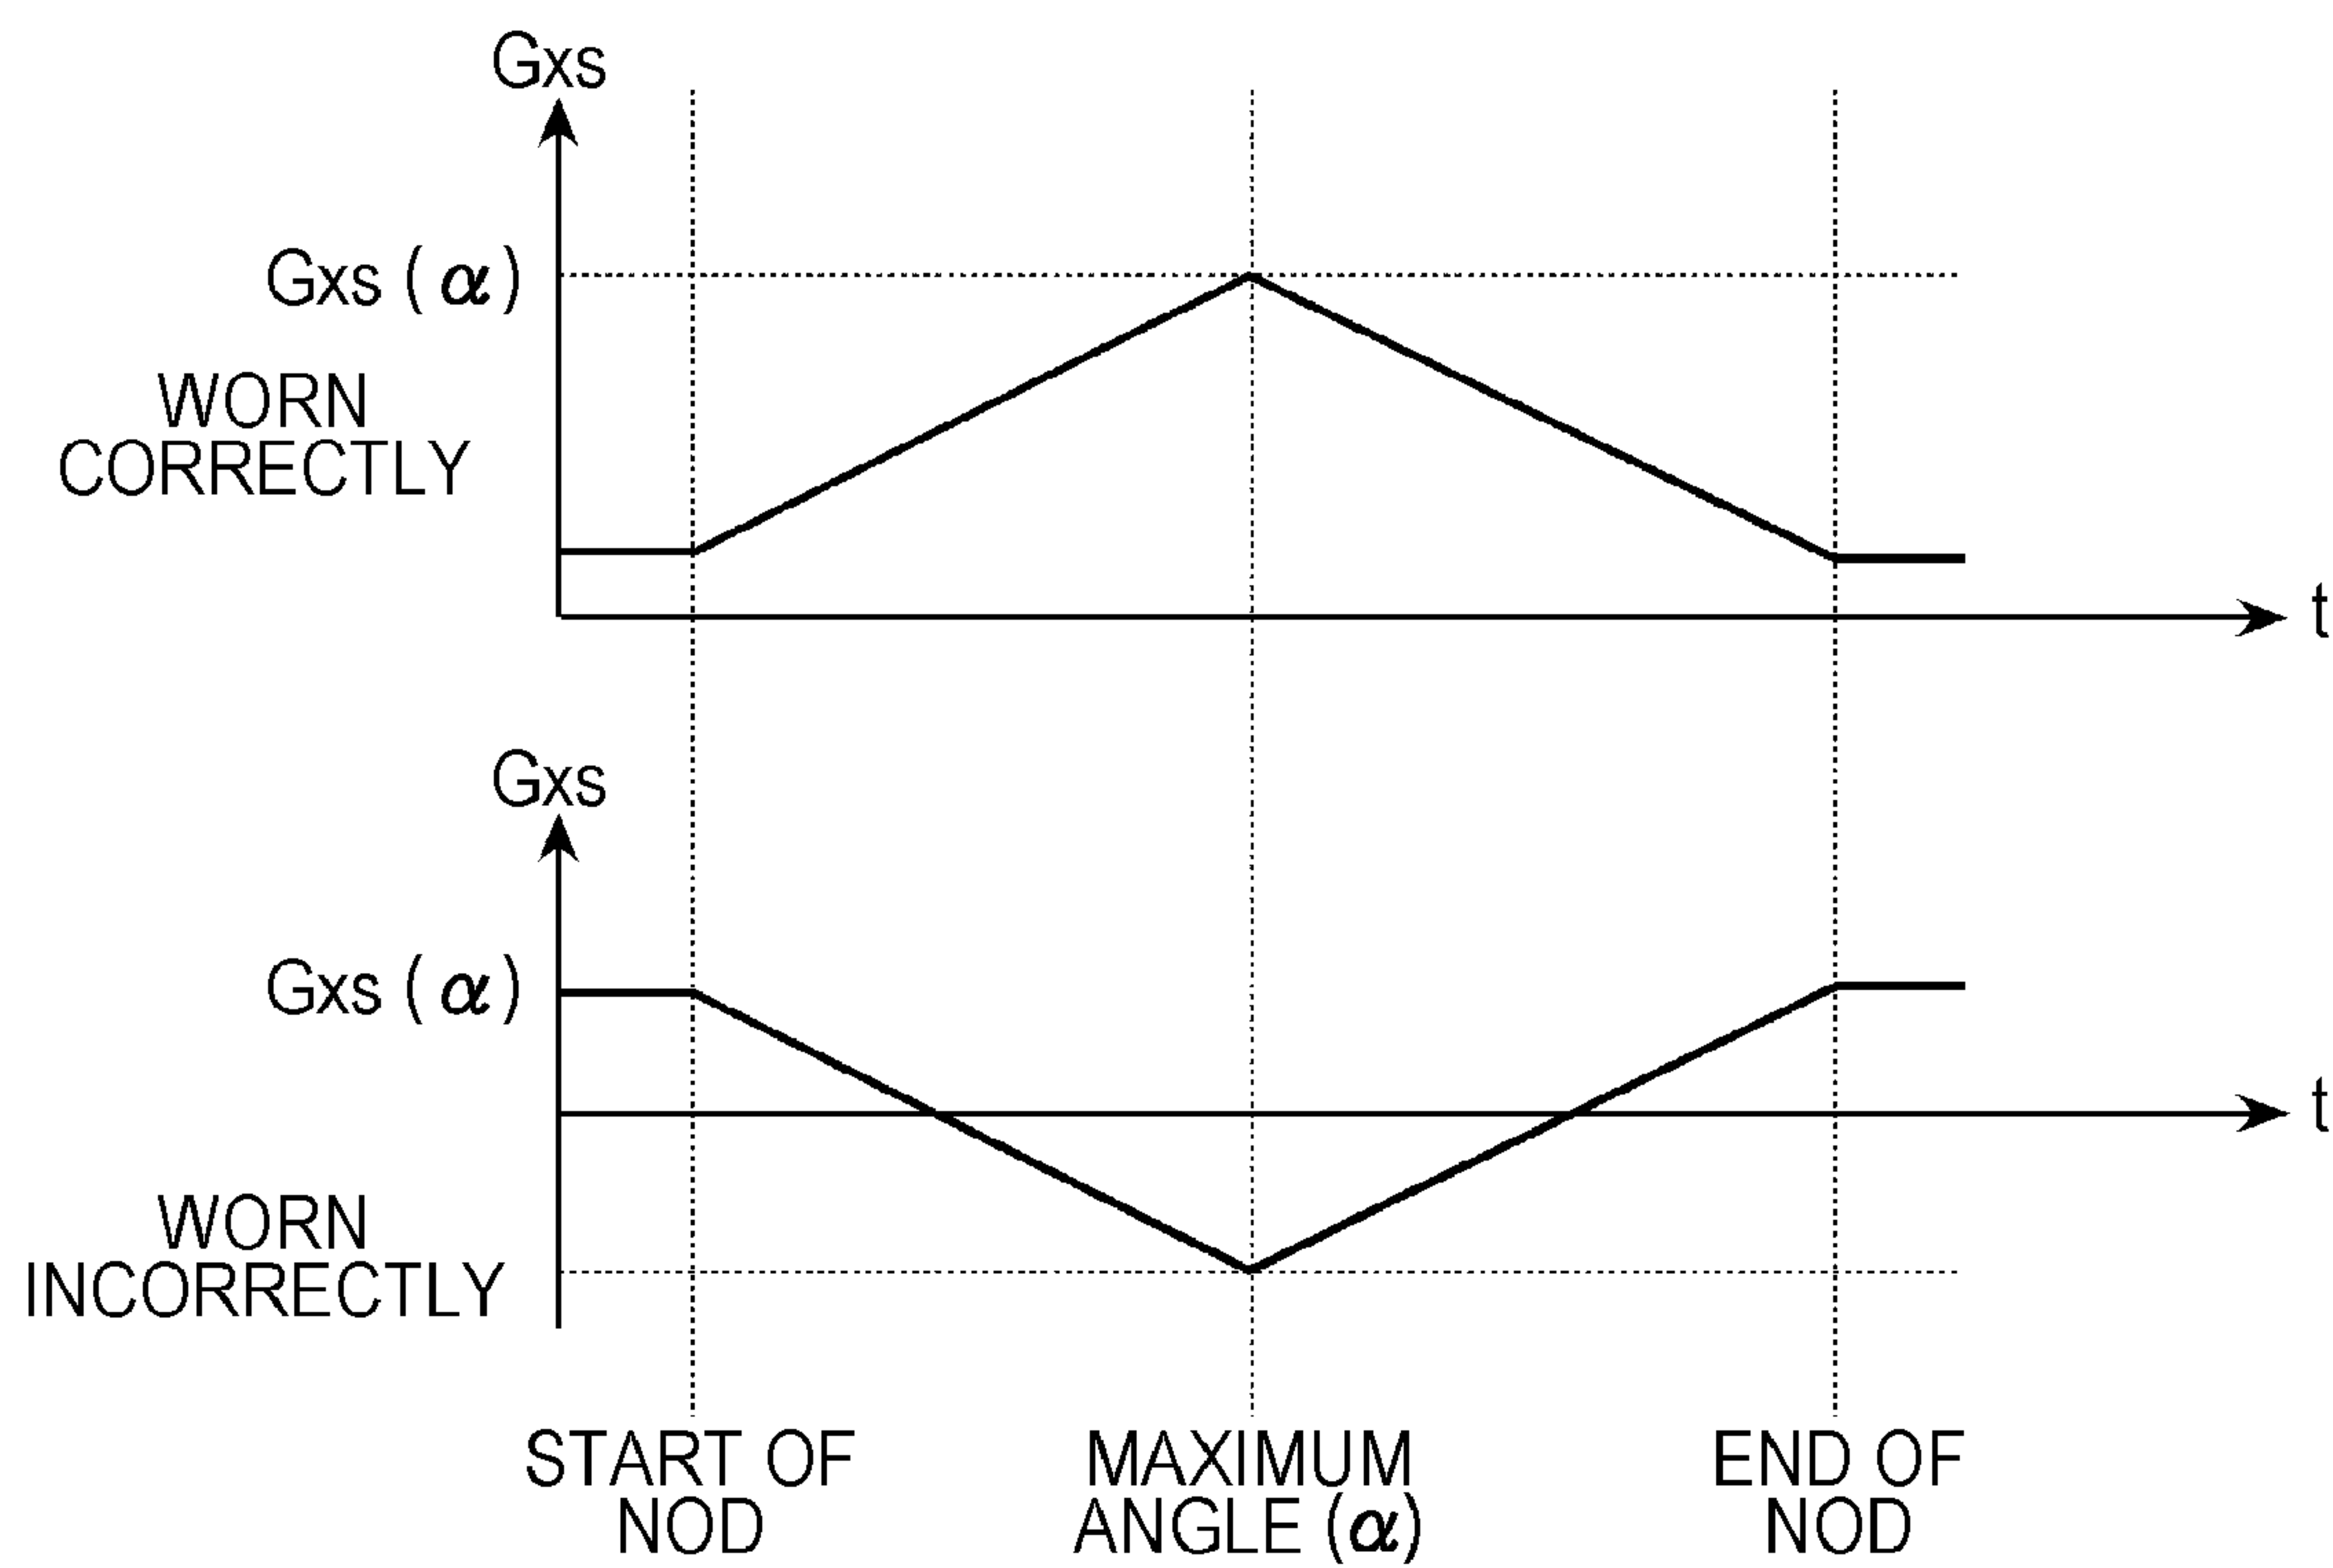 Gxs
Gxs (α)
WORN
CORRECTLY
t
Gxs
Gxs (α)
t
WORN
INCORRECTLY
START OF
NOD
MAXIMUM
ANGLE (α)
END OF
NOD